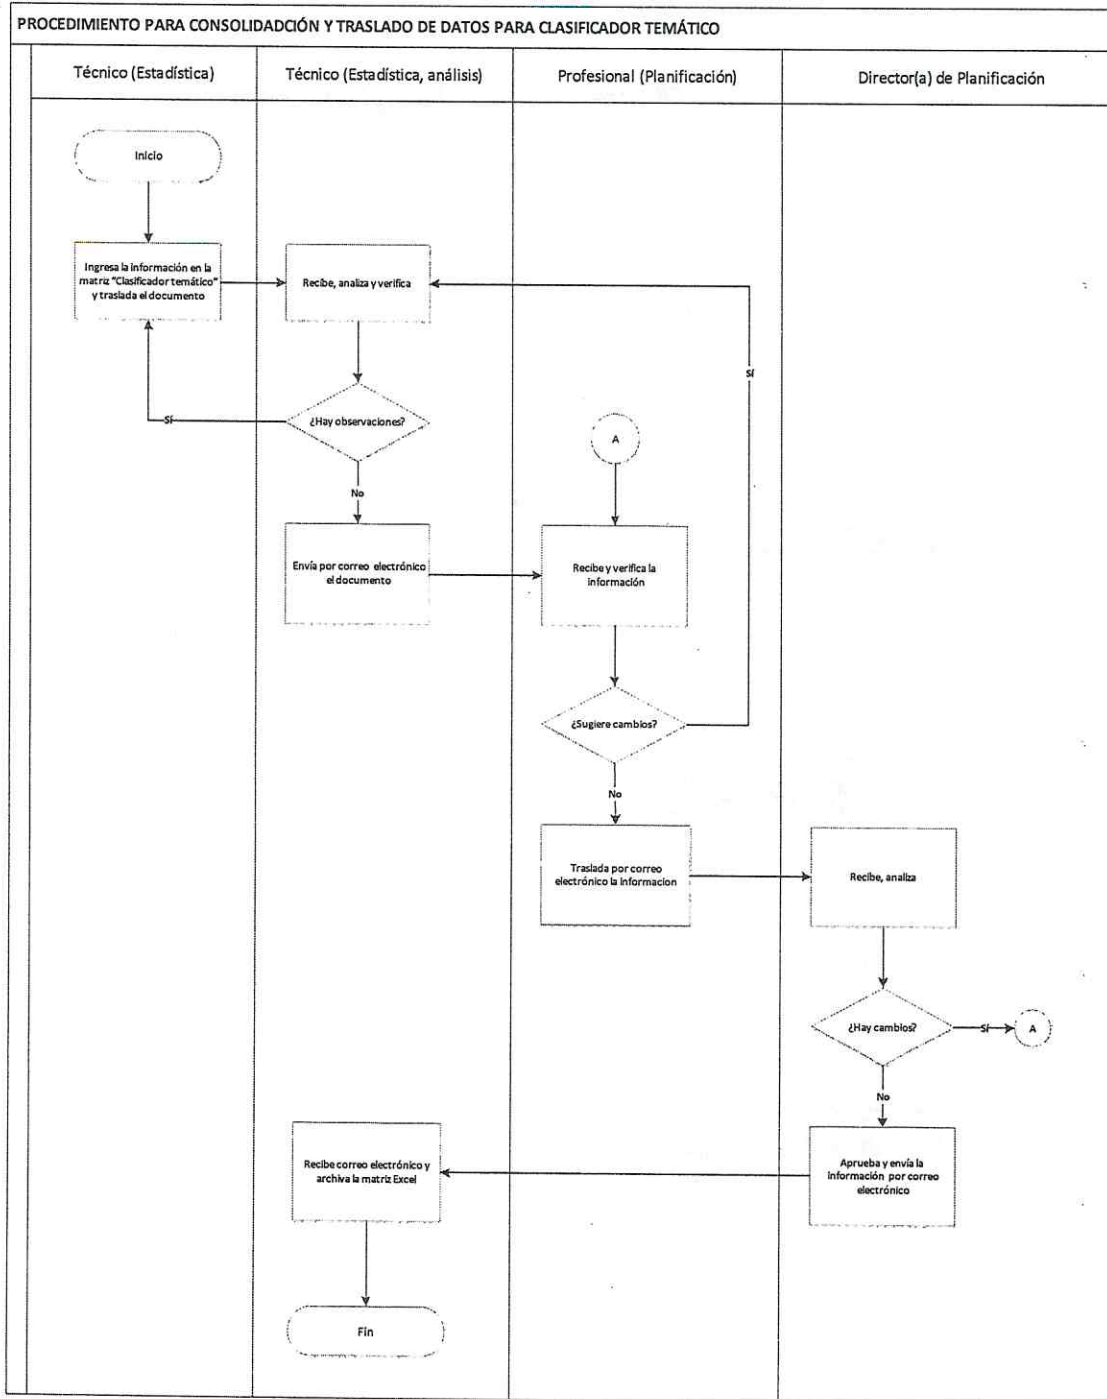 PROCEDIMIENTO PARA CONSOLIDADCIÓN Y TRASLADO DE DATOS PARA CLASIFICADOR TEMÁTICO
Técnico (Estadística)
Técnico (Estadística, análisis)
Profesional (Planificación)
Director(a) de Planificación
Inicio
Ingresa la información en la
matriz "Clasificador temático"
y traslada el documento
Recibe, analiza y verifica
Sí
¿Hay observaciones?
Sí
A
No
Envía por correo electrónico
el documento
Recibe y verifica la
información
¿Sugiere cambios?
No
Traslada por correo
electrónico la informacion
Recibe, analiza
¿Hay cambios?
Sí
A
No
Aprueba y envía la
información por correo
electrónico
Recibe correo electrónico y
archiva la matriz Excel
Fin